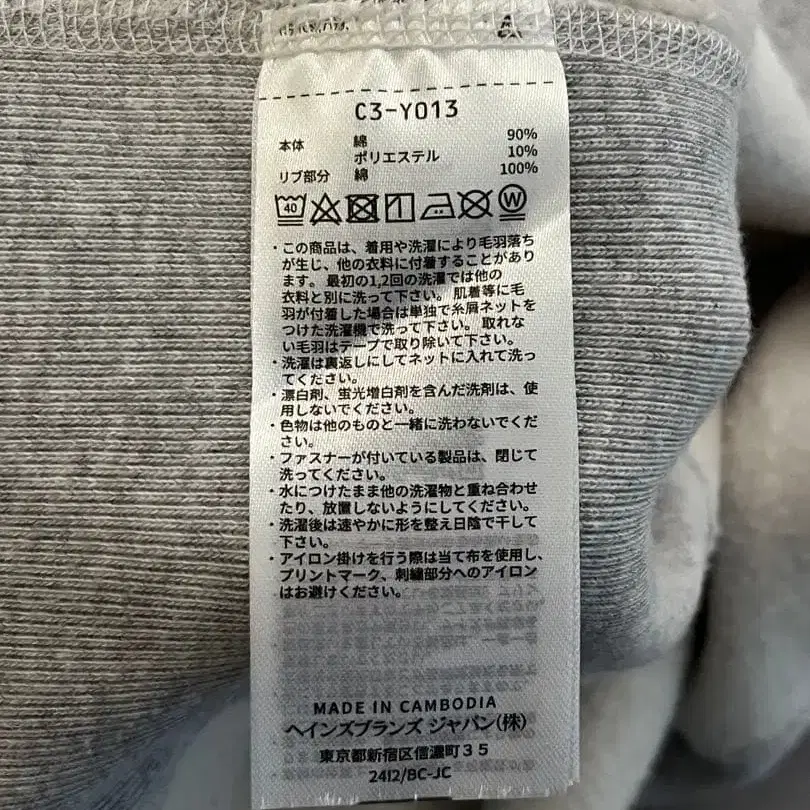 C3-Y013
本体 綿 90%
ポリエステル 10%
リブ部分 綿 100%
40
W
・この商品は、着用や洗濯により毛羽落ち
が生じ、他の衣料に付着することがあり
ます。最初の1,2回の洗濯では他の
衣料と別に洗って下さい。肌着等に毛
羽が付着した場合は単独で糸屑ネットを
つけた洗濯機で洗って下さい。取れな
い毛羽はテープで取り除いて下さい。
・洗濯は裏返しにしてネットに入れて洗っ
てください。
・漂白剤、蛍光増白剤を含んだ洗剤は、使
用しないでください。
・色物は他のものと一緒に洗わないでくだ
さい。
・ファスナーが付いている製品は、閉じて
洗ってください。
・水につけたまま他の洗濯物と重ね合わせ
たり、放置しないようにしてください。
・洗濯後は速やかに形を整え日陰で干して
下さい。
・アイロン掛けを行う際は当て布を使用し、
プリントマーク、刺繍部分へのアイロン
はお避けください。
MADE IN CAMBODIA
ヘインズブランズ ジャパン(株)
東京都新宿区信濃町35
2412/BC-JC